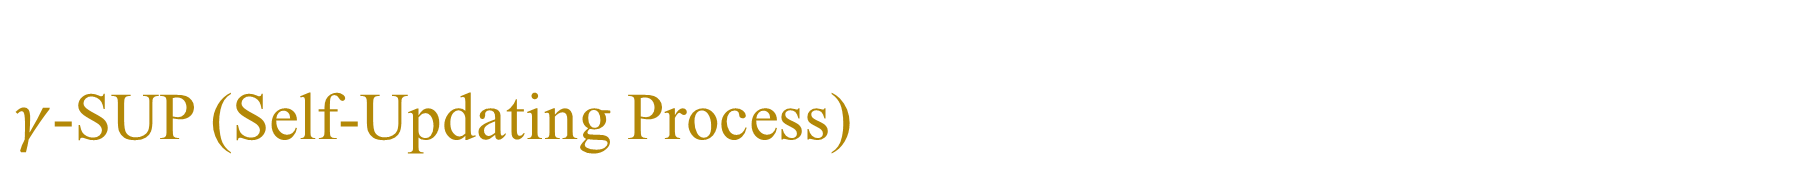 γ-SUP (Self-Updating Process)